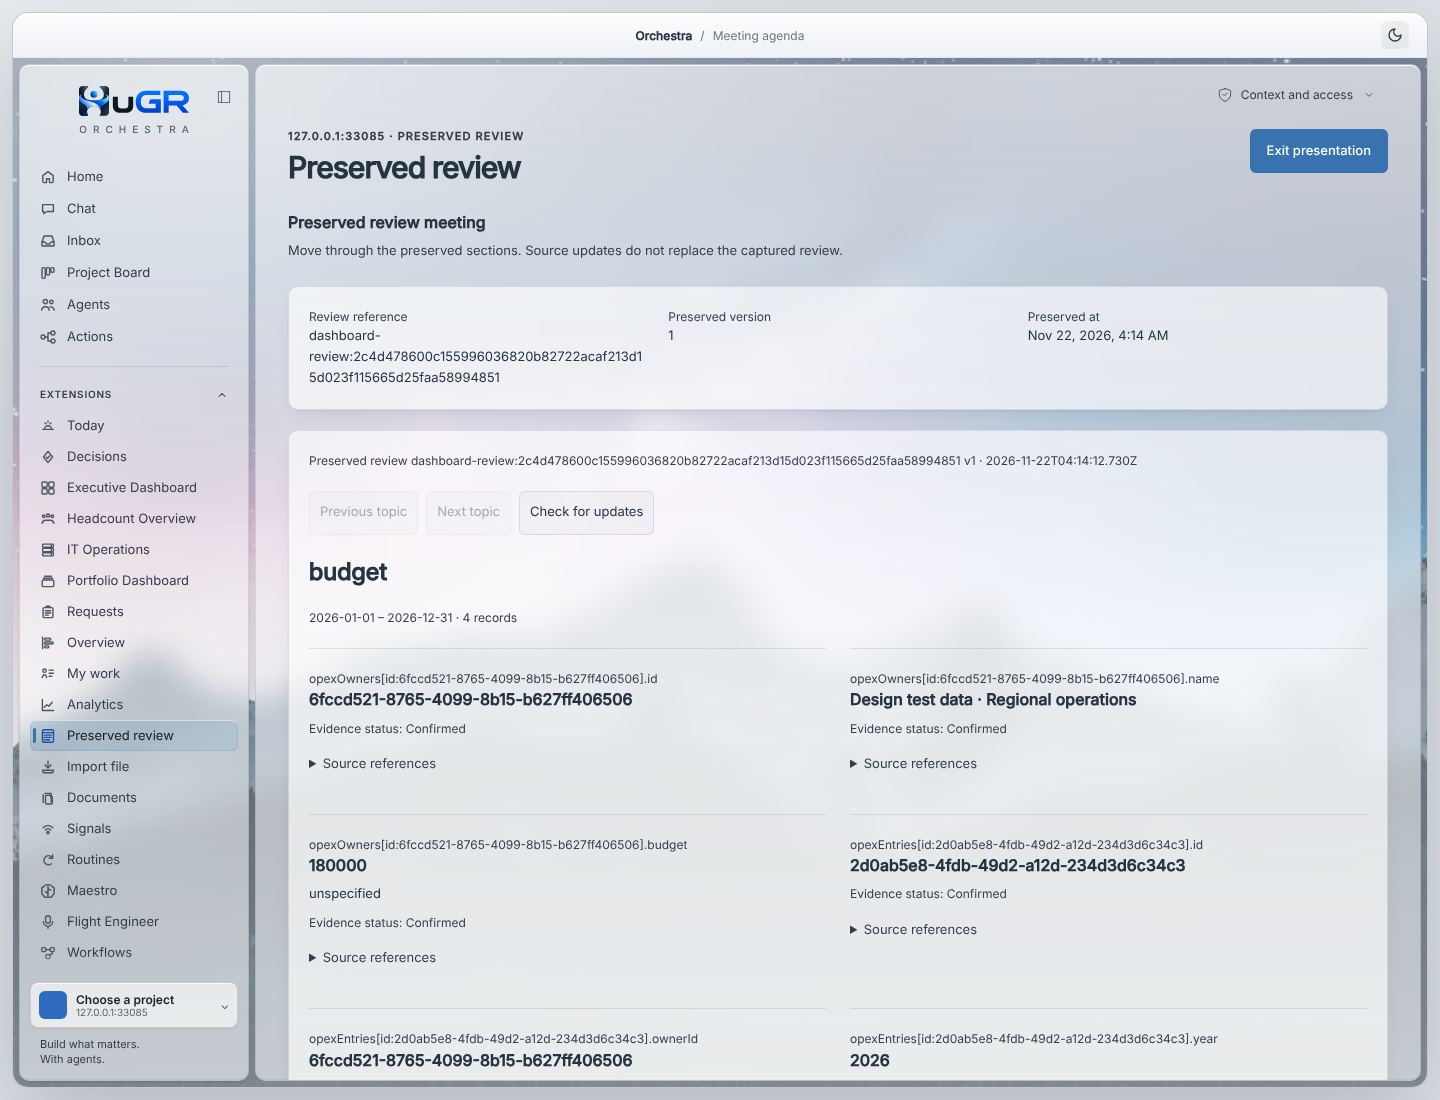 Orchestra / Meeting agenda
HuGR
ORCHESTRA
Home
Chat
Inbox
Project Board
Agents
Actions
EXTENSIONS
Today
Decisions
Executive Dashboard
Headcount Overview
IT Operations
Portfolio Dashboard
Requests
Overview
My work
Analytics
Preserved review
Import file
Documents
Signals
Routines
Maestro
Flight Engineer
Workflows
Choose a project
127.0.0.1:33085
Build what matters.
With agents.
Context and access
127.0.0.1:33085 · PRESERVED REVIEW
Preserved review
Exit presentation
Preserved review meeting
Move through the preserved sections. Source updates do not replace the captured review.
Review reference
dashboard-
review:2c4d478600c155996036820b82722acaf213d1
5d023f115665d25faa58994851
Preserved version
1
Preserved at
Nov 22, 2026, 4:14 AM
Preserved review dashboard-review:2c4d478600c155996036820b82722acaf213d15d023f115665d25faa58994851 v1 · 2026-11-22T04:14:12.730Z
Previous topic
Next topic
Check for updates
budget
2026-01-01 – 2026-12-31 · 4 records
opexOwners[id:6fccd521-8765-4099-8b15-b627ff406506].id
6fccd521-8765-4099-8b15-b627ff406506
Evidence status: Confirmed
Source references
opexOwners[id:6fccd521-8765-4099-8b15-b627ff406506].name
Design test data · Regional operations
Evidence status: Confirmed
Source references
opexOwners[id:6fccd521-8765-4099-8b15-b627ff406506].budget
180000
unspecified
Evidence status: Confirmed
Source references
opexEntries[id:2d0ab5e8-4fdb-49d2-a12d-234d3d6c34c3].id
2d0ab5e8-4fdb-49d2-a12d-234d3d6c34c3
Evidence status: Confirmed
Source references
opexEntries[id:2d0ab5e8-4fdb-49d2-a12d-234d3d6c34c3].ownerId
6fccd521-8765-4099-8b15-b627ff406506
opexEntries[id:2d0ab5e8-4fdb-49d2-a12d-234d3d6c34c3].year
2026